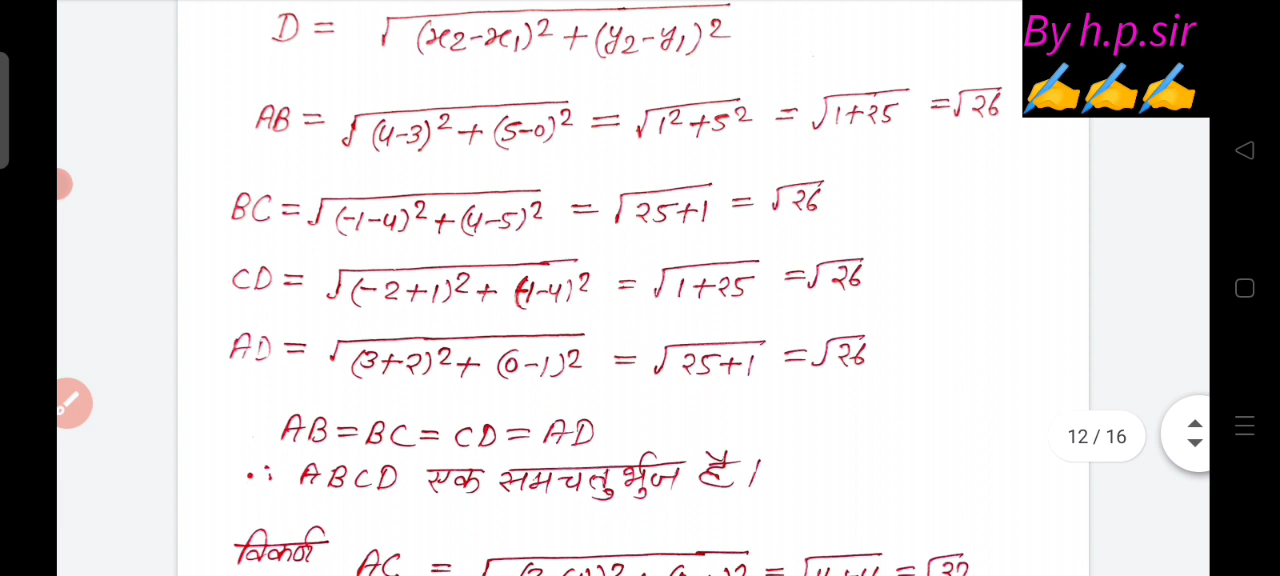 D = √(x2-x1)2+(y2-y1)2
By h.p.sir
AB = √(4-3)2+(5-0)2 = √12+52 = √1+25 =√26
BC=√(-1-4)2+(4-5)2 = √25+1 = √26
CD= √(-2+1)2+(-1-4)2 = √1+25 =√26
AD= √(3+2)2+(0-1)2 = √25+1 =√26
AB=BC=CD=AD
12 / 16
∴ ABCD एक समचतुर्भुज है।
विकर्ण AC =